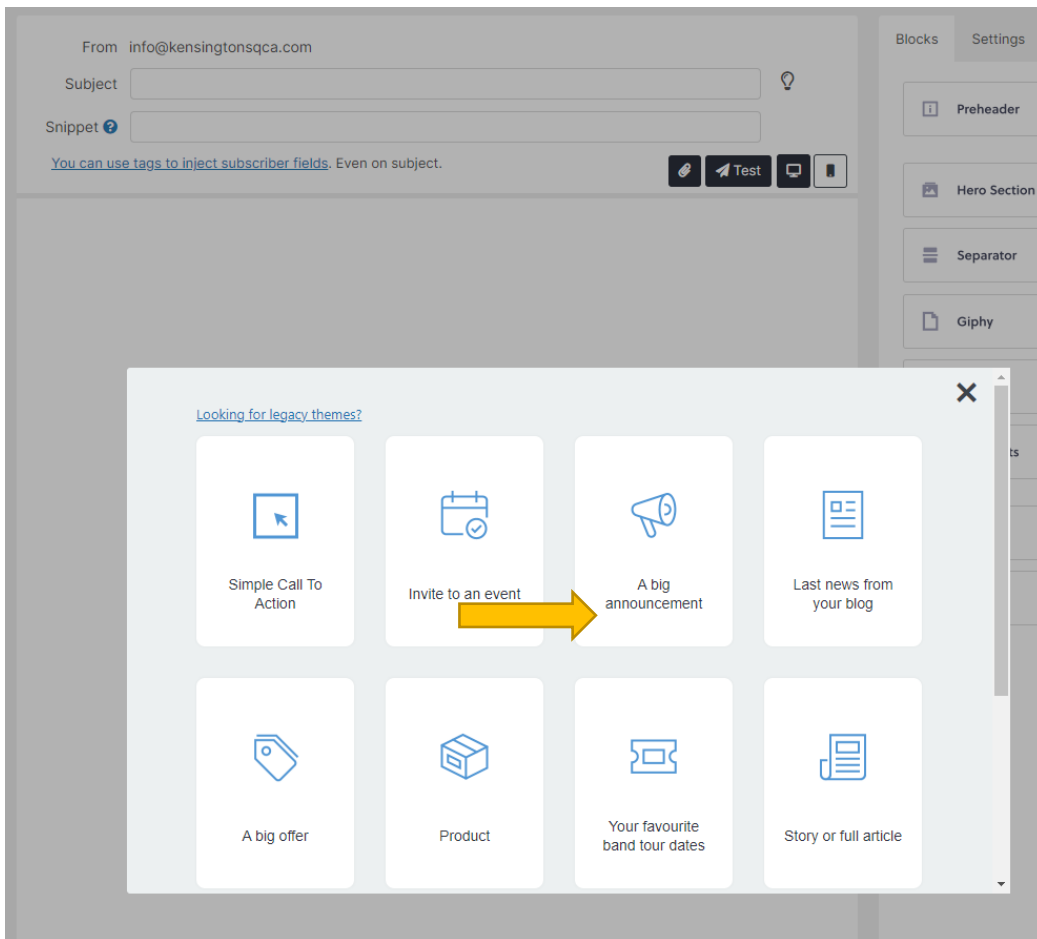 From info@kensingtonsqca.com
Subject
Snippet
You can use tags to inject subscriber fields. Even on subject.
Test
Blocks Settings
Preheader
Hero Section
Separator
Giphy
ts
Looking for legacy themes?
Simple Call To
Action
Invite to an event
A big
announcement
Last news from
your blog
A big offer
Product
Your favourite
band tour dates
Story or full article